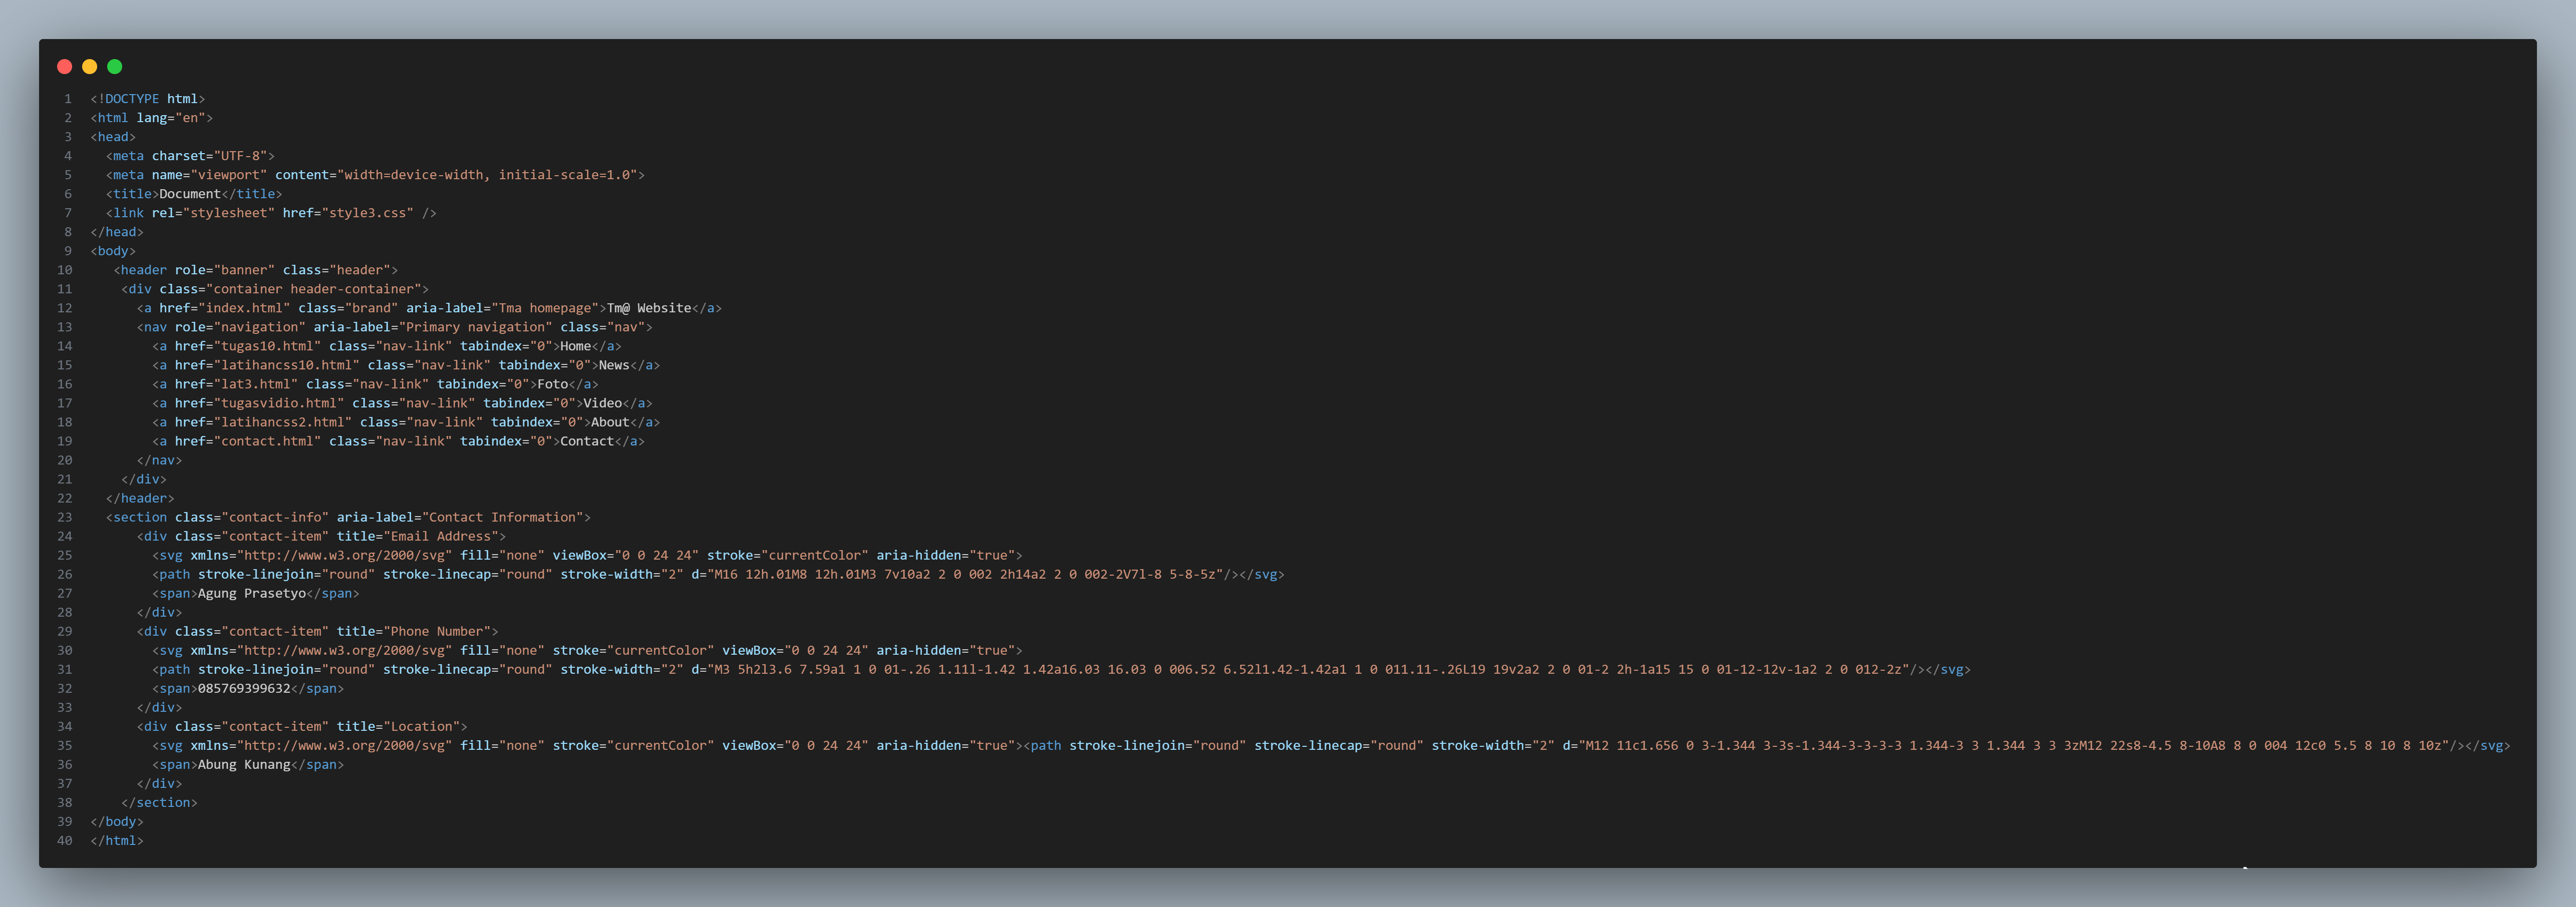 1 <!DOCTYPE html>
2 <html lang="en">
3 <head>
4   <meta charset="UTF-8">
5   <meta name="viewport" content="width=device-width, initial-scale=1.0">
6   <title>Document</title>
7   <link rel="stylesheet" href="style3.css" />
8 </head>
9 <body>
10    <header role="banner" class="header">
11     <div class="container header-container">
12       <a href="index.html" class="brand" aria-label="Tma homepage">Tm@ Website</a>
13       <nav role="navigation" aria-label="Primary navigation" class="nav">
14         <a href="tugas10.html" class="nav-link" tabindex="0">Home</a>
15         <a href="latihancss10.html" class="nav-link" tabindex="0">News</a>
16         <a href="lat3.html" class="nav-link" tabindex="0">Foto</a>
17         <a href="tugasvidio.html" class="nav-link" tabindex="0">Video</a>
18         <a href="latihancss2.html" class="nav-link" tabindex="0">About</a>
19         <a href="contact.html" class="nav-link" tabindex="0">Contact</a>
20       </nav>
21     </div>
22   </header>
23   <section class="contact-info" aria-label="Contact Information">
24       <div class="contact-item" title="Email Address">
25         <svg xmlns="http://www.w3.org/2000/svg" fill="none" viewBox="0 0 24 24" stroke="currentColor" aria-hidden="true">
26         <path stroke-linejoin="round" stroke-linecap="round" stroke-width="2" d="M16 12h.01M8 12h.01M3 7v10a2 2 0 002 2h14a2 2 0 002-2V7l-8 5-8-5z"/></svg>
27         <span>Agung Prasetyo</span>
28       </div>
29       <div class="contact-item" title="Phone Number">
30         <svg xmlns="http://www.w3.org/2000/svg" fill="none" stroke="currentColor" viewBox="0 0 24 24" aria-hidden="true">
31         <path stroke-linejoin="round" stroke-linecap="round" stroke-width="2" d="M3 5h2l3.6 7.59a1 1 0 01-.26 1.11l-1.42 1.42a16.03 16.03 0 006.52 6.52l1.42-1.42a1 1 0 011.11-.26L19 19v2a2 2 0 01-2 2h-1a15 15 0 01-12-12v-1a2 2 0 012-2z"/></svg>
32         <span>085769399632</span>
33       </div>
34       <div class="contact-item" title="Location">
35         <svg xmlns="http://www.w3.org/2000/svg" fill="none" stroke="currentColor" viewBox="0 0 24 24" aria-hidden="true"><path stroke-linejoin="round" stroke-linecap="round" stroke-width="2" d="M12 11c1.656 0 3-1.344 3-3s-1.344-3-3-3-3 1.344-3 3 1.344 3 3 3zM12 22s8-4.5 8-10A8 8 0 004 12c0 5.5 8 10 8 10z"/></svg>
36         <span>Abung Kunang</span>
37       </div>
38     </section>
39 </body>
40 </html>